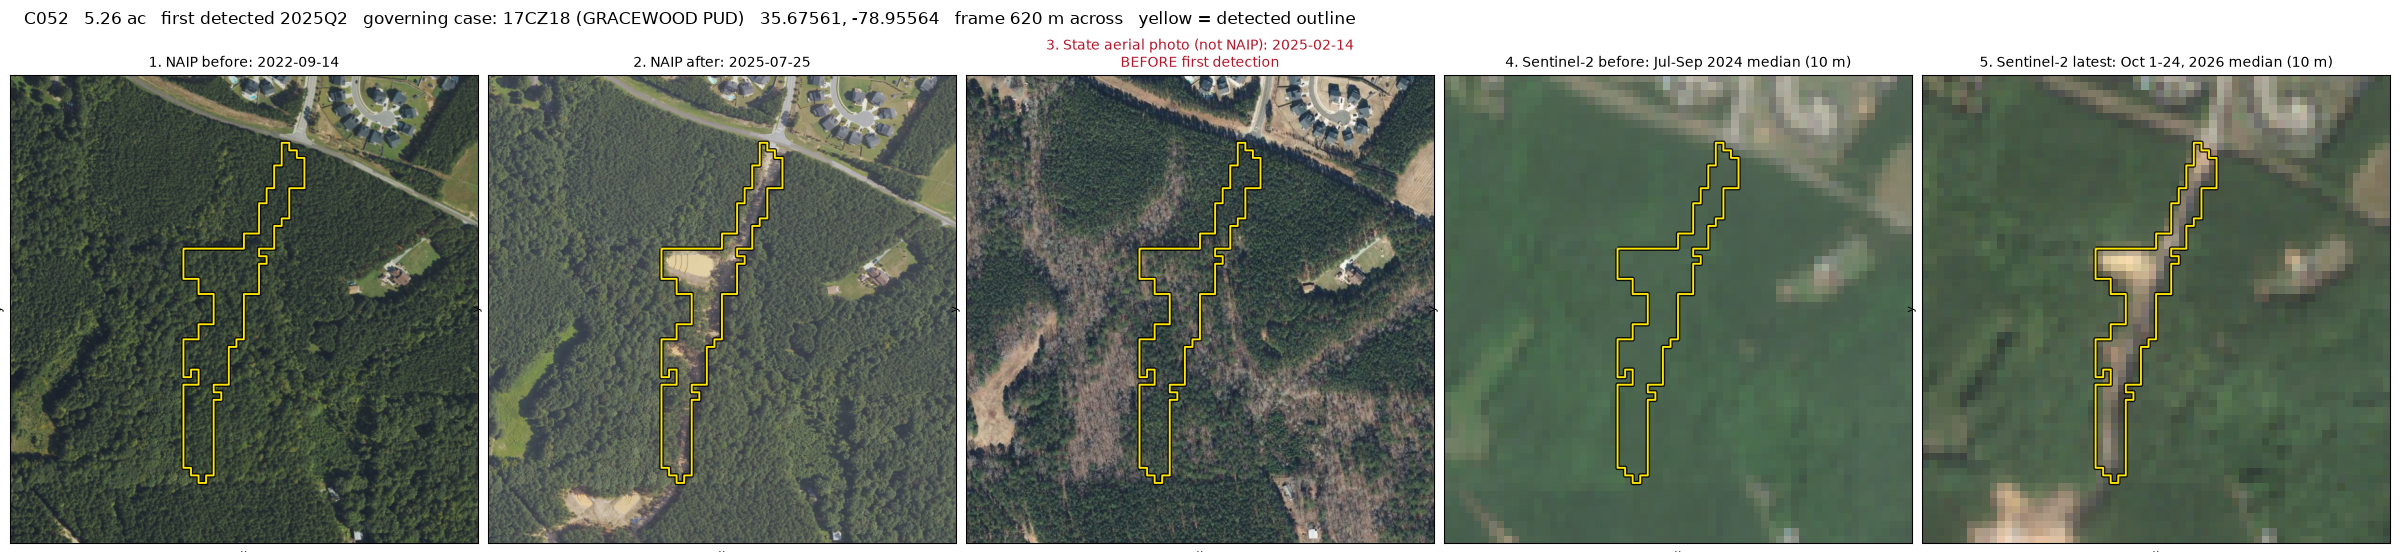 C052   5.26 ac   first detected 2025Q2   governing case: 17CZ18 (GRACEWOOD PUD)   35.67561, -78.95564   frame 620 m across   yellow = detected outline
1. NAIP before: 2022-09-14
2. NAIP after: 2025-07-25
3. State aerial photo (not NAIP): 2025-02-14
BEFORE first detection
4. Sentinel-2 before: Jul-Sep 2024 median (10 m)
5. Sentinel-2 latest: Oct 1-24, 2026 median (10 m)